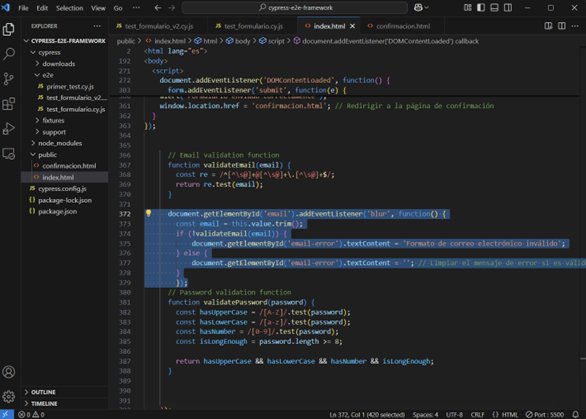 File Edit Selection View Go ...
cypress-e2e-framework
EXPLORER
CYPRESS-E2E-FRAMEWORK
cypress
downloads
e2e
primer_test.cy.js
test_formulario_v2....
test_formulario.cy.js
fixtures
support
node_modules
public
confirmacion.html
index.html
cypress.config.js
package-lock.json
package.json
OUTLINE
TIMELINE
test_formulario_v2.cy.js
test_formulario.cy.js
index.html
confirmacion.html
public > index.html > html > body > script > document.addEventListener('DOMContentLoaded') callback
2 <html lang="es">
192 <body>
<script>
272 document.addEventListener('DOMContentLoaded', function() {
273 form.addEventListener('submit', function(e) {
361 window.location.href = 'confirmacion.html'; // Redirigir a la página de confirmación
362 }
363 });
364
365
366 // Email validation function
367 function validateEmail(email) {
368 const re = /^[^\s@]+@[^\s@]+\.[^\s@]+$/;
369 return re.test(email);
370 }
372 document.getElementById('email').addEventListener('blur', function() {
373 const email = this.value.trim();
374 if (!validateEmail(email)) {
375 document.getElementById('email-error').textContent = 'Formato de correo electrónico inválido';
376 } else {
377 document.getElementById('email-error').textContent = ''; // Limpiar el mensaje de error si es váli
378 }
379 });
380 // Password validation function
381 function validatePassword(password) {
382 const hasUpperCase = /[A-Z]/.test(password);
383 const hasLowerCase = /[a-z]/.test(password);
384 const hasNumber = /[0-9]/.test(password);
385 const isLongEnough = password.length >= 8;
386
387 return hasUpperCase && hasLowerCase && hasNumber && isLongEnough;
388 }
389
390
0 0
Ln 372, Col 1 (420 selected) Spaces: 4 UTF-8 CRLF {} HTML Port : 5500